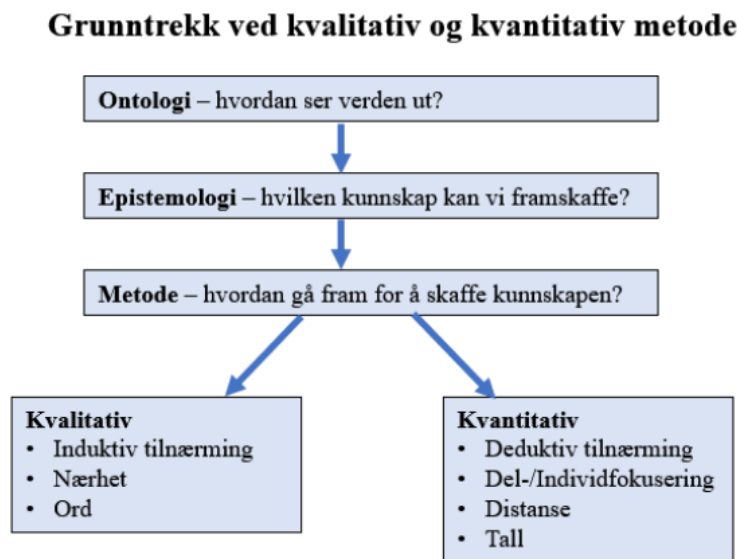 Grunntrekk ved kvalitativ og kvantitativ metode
Ontologi – hvordan ser verden ut?
Epistemologi – hvilken kunnskap kan vi framskaffe?
Metode – hvordan gå fram for å skaffe kunnskapen?
Kvalitativ
• Induktiv tilnærming
• Nærhet
• Ord
Kvantitativ
• Deduktiv tilnærming
• Del-/Individfokusering
• Distanse
• Tall